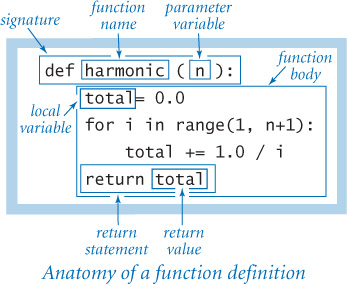 function name
parameter variable
signature
def harmonic ( n ):
function body
total = 0.0
local variable
for i in range(1, n+1):
total += 1.0 / i
return total
return statement
return value
Anatomy of a function definition